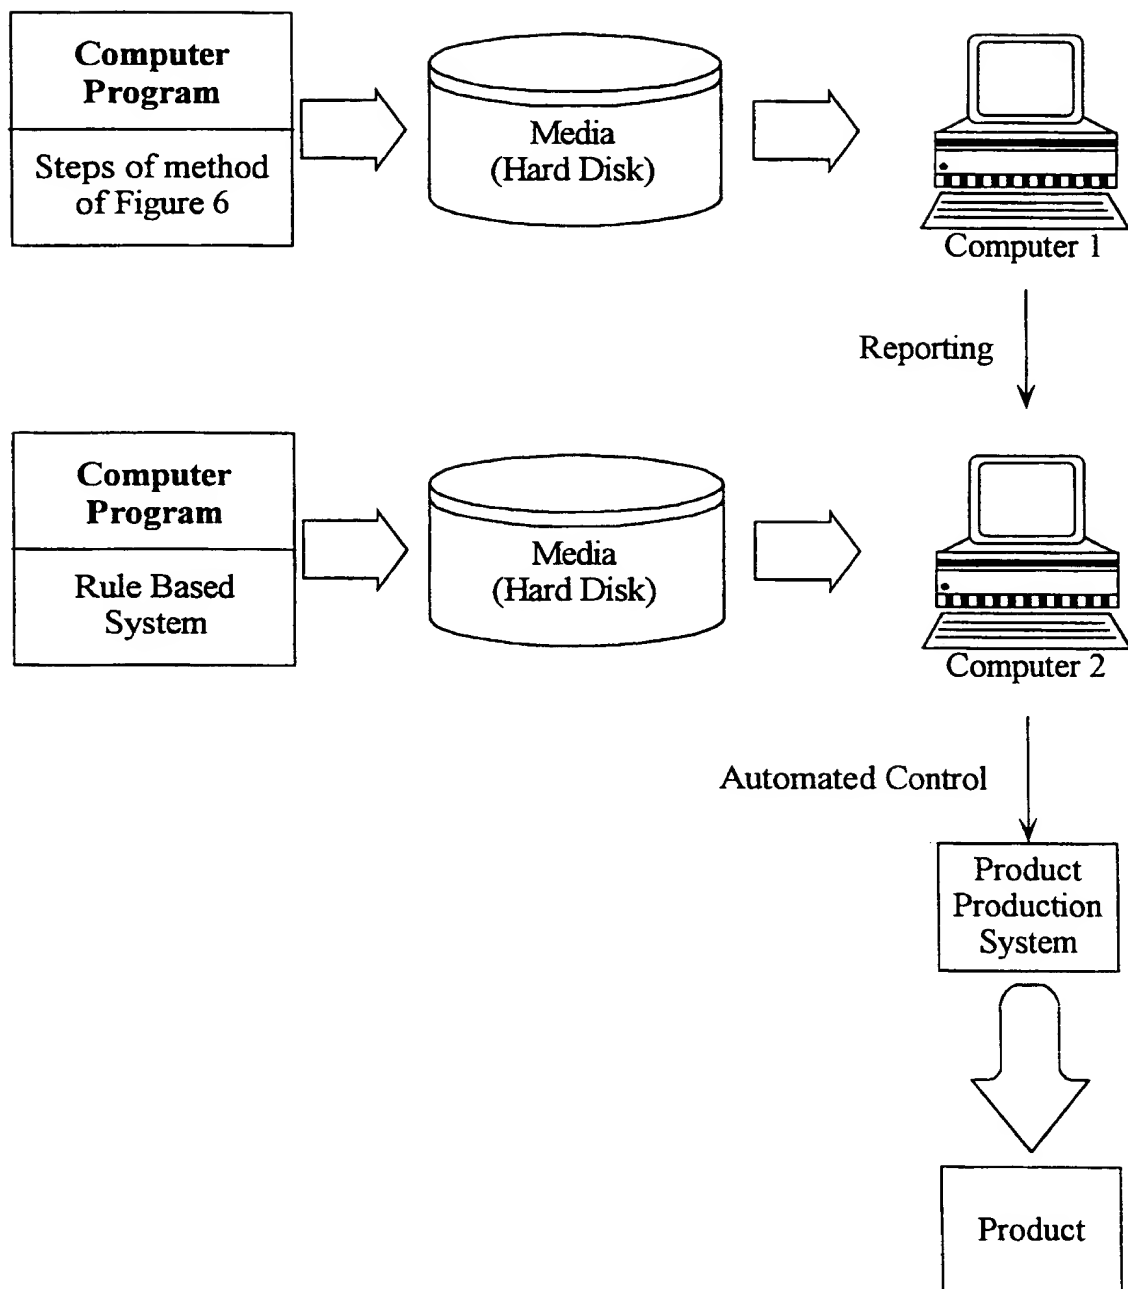 Computer
Program
Steps of method
of Figure 6
Media
(Hard Disk)
Computer 1
Reporting
Computer
Program
Rule Based
System
Media
(Hard Disk)
Computer 2
Automated Control
Product
Production
System
Product